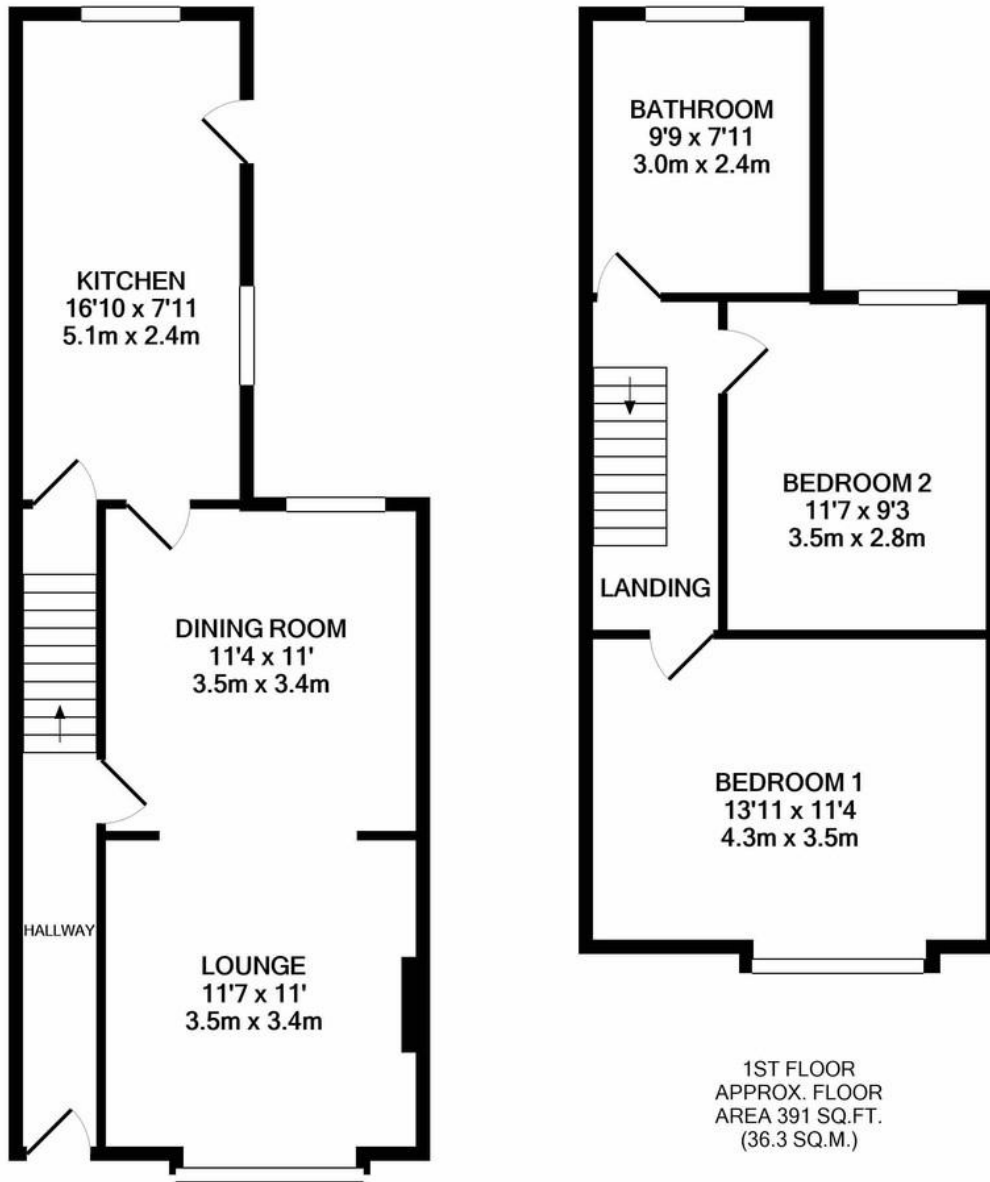 KITCHEN
16'10 x 7'11
5.1m x 2.4m
DINING ROOM
11'4 x 11'
3.5m x 3.4m
HALLWAY
LOUNGE
11'7 x 11'
3.5m x 3.4m
BATHROOM
9'9 x 7'11
3.0m x 2.4m
BEDROOM 2
11'7 x 9'3
3.5m x 2.8m
LANDING
BEDROOM 1
13'11 x 11'4
4.3m x 3.5m
1ST FLOOR
APPROX. FLOOR
AREA 391 SQ.FT.
(36.3 SQ.M.)